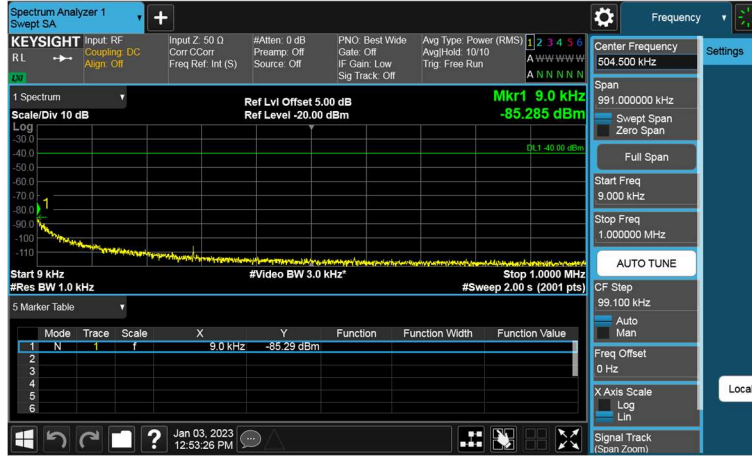 Spectrum Analyzer 1
Swept SA
+
Frequency
KEYSIGHT
RL
LXI
Input: RF
Coupling: DC
Align: Off
Input Z: 50 Ω
Corr CCorr
Freq Ref: Int (S)
#Atten: 0 dB
Preamp: Off
Source: Off
PNO: Best Wide
Gate: Off
IF Gain: Low
Sig Track: Off
Avg Type: Power (RMS)
Avg|Hold: 10/10
Trig: Free Run
1 2 3 4 5 6
A W W W W W
A N N N N N
1 Spectrum
Scale/Div 10 dB
Ref Lvl Offset 5.00 dB
Ref Level -20.00 dBm
Mkr1 9.0 kHz
-85.285 dBm
Log
-30.0
-40.0
-50.0
-60.0
-70.0
-80.0
-90.0
-100
-110
DL1 -40.00 dBm
1
Start 9 kHz
#Res BW 1.0 kHz
#Video BW 3.0 kHz*
Stop 1.0000 MHz
#Sweep 2.00 s (2001 pts)
5 Marker Table
Mode Trace Scale X Y Function Function Width Function Value
1 N 1 f 9.0 kHz -85.29 dBm
2
3
4
5
6
Jan 03, 2023
12:53:26 PM
Center Frequency
504.500 kHz
Settings
Span
991.000000 kHz
Swept Span
Zero Span
Full Span
Start Freq
9.000 kHz
Stop Freq
1.000000 MHz
AUTO TUNE
CF Step
99.100 kHz
Auto
Man
Freq Offset
0 Hz
X Axis Scale
Log
Lin
Local
Signal Track
(Span Zoom)